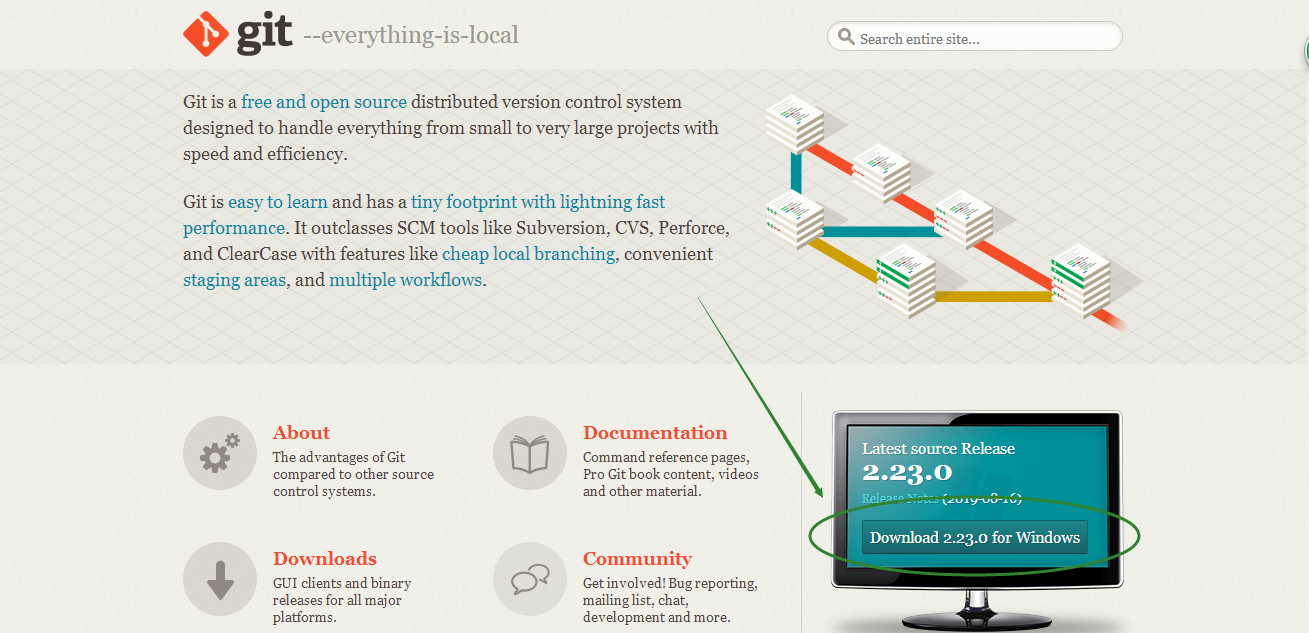 git --everything-is-local
Search entire site...
Git is a free and open source distributed version control system
designed to handle everything from small to very large projects with
speed and efficiency.
Git is easy to learn and has a tiny footprint with lightning fast
performance. It outclasses SCM tools like Subversion, CVS, Perforce,
and ClearCase with features like cheap local branching, convenient
staging areas, and multiple workflows.
About
The advantages of Git
compared to other source
control systems.
Documentation
Command reference pages,
Pro Git book content, videos
and other material.
Downloads
GUI clients and binary
releases for all major
platforms.
Community
Get involved! Bug reporting,
mailing list, chat,
development and more.
Latest source Release
2.23.0
Release Notes (2019-08-16)
Download 2.23.0 for Windows